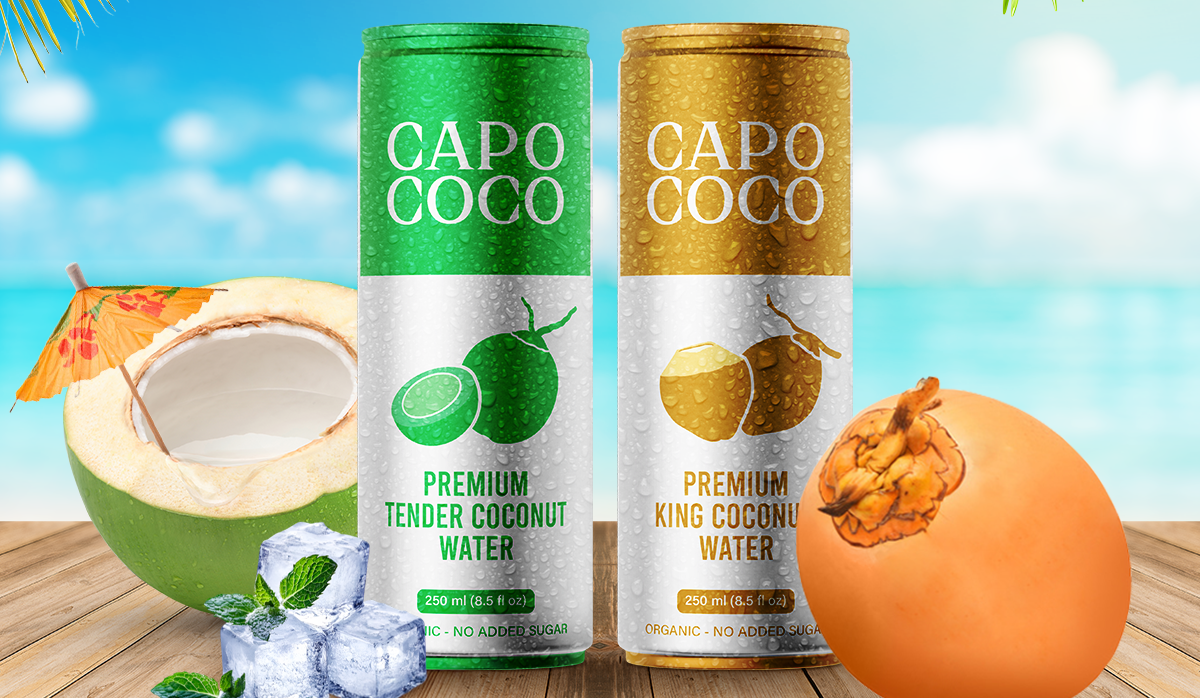 CAPO
COCO
PREMIUM
TENDER COCONUT
WATER
250 ml (8.5 fl oz)
NIC - NO ADDED SUGAR
CAPO
COCO
PREMIUM
KING COCONU
WATER
250 ml (8.5 fl oz)
ORGANIC - NO ADDED SUGA